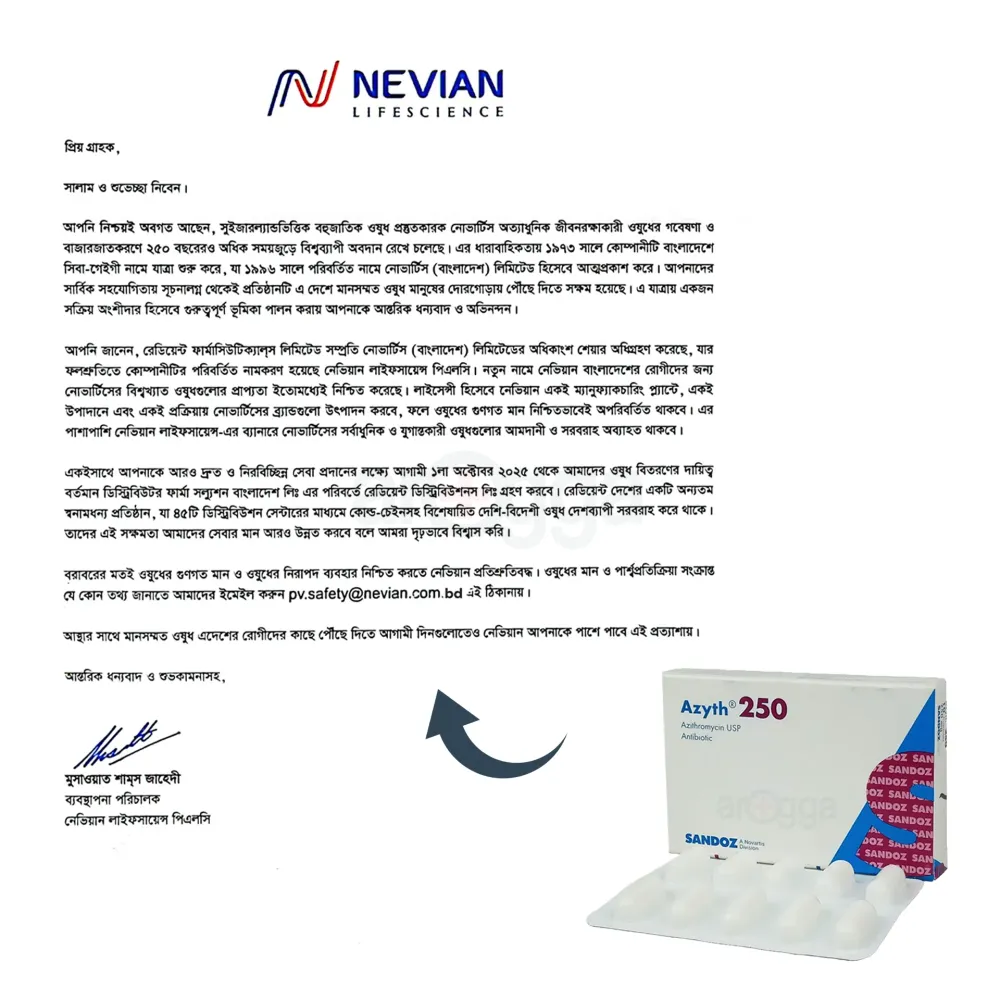 NEVIAN
LIFESCIENCE
প্রিয় গ্রাহক,
সালাম ও শুভেচ্ছা নিবেন।
আপনি নিশ্চয়ই অবগত আছেন, সুইজারল্যান্ডভিত্তিক বহুজাতিক ওষুধ প্রস্তুতকারক নোভার্টিস অত্যাধুনিক জীবনরক্ষাকারী ওষুধের গবেষণা ও
বাজারজাতকরণে ২৫০ বছরেরও অধিক সময়জুড়ে বিশ্বব্যাপী অবদান রেখে চলেছে। এর ধারাবাহিকতায় ১৯৭৩ সালে কোম্পানীটি বাংলাদেশে
সিবা-গেইগী নামে যাত্রা শুরু করে, যা ১৯৯৬ সালে পরিবর্তিত নামে নোভার্টিস (বাংলাদেশ) লিমিটেড হিসেবে আত্মপ্রকাশ করে। আপনাদের
সার্বিক সহযোগিতায় সূচনালগ্ন থেকেই প্রতিষ্ঠানটি এ দেশে মানসম্মত ওষুধ মানুষের দোরগোড়ায় পৌঁছে দিতে সক্ষম হয়েছে। এ যাত্রায় একজন
সক্রিয় অংশীদার হিসেবে গুরুত্বপূর্ণ ভূমিকা পালন করায় আপনাকে আন্তরিক ধন্যবাদ ও অভিনন্দন।
আপনি জানেন, রেডিয়েন্ট ফার্মাসিউটিক্যাল্স লিমিটেড সম্প্রতি নোভার্টিস (বাংলাদেশ) লিমিটেডের অধিকাংশ শেয়ার অধিগ্রহণ করেছে, যার
ফলশ্রুতিতে কোম্পানীটির পরিবর্তিত নামকরণ হয়েছে নেভিয়ান লাইফসায়েন্স পিএলসি। নতুন নামে নেভিয়ান বাংলাদেশের রোগীদের জন্য
নোভার্টিসের বিশ্বখ্যাত ওষুধগুলোর প্রাপ্যতা ইতোমধ্যেই নিশ্চিত করেছে। লাইসেন্সী হিসেবে নেভিয়ান একই ম্যানুফ্যাকচারিং প্ল্যান্টে, একই
উপাদানে এবং একই প্রক্রিয়ায় নোভার্টিসের ব্র্যান্ডগুলো উৎপাদন করবে, ফলে ওষুধের গুণগত মান নিশ্চিতভাবেই অপরিবর্তিত থাকবে। এর
পাশাপাশি নেভিয়ান লাইফসায়েন্স-এর ব্যানারে নোভার্টিসের সর্বাধুনিক ও যুগান্তকারী ওষুধগুলোর আমদানী ও সরবরাহ অব্যাহত থাকবে।
একইসাথে আপনাকে আরও দ্রুত ও নিরবিচ্ছিন্ন সেবা প্রদানের লক্ষ্যে আগামী ১লা অক্টোবর ২০২৫ থেকে আমাদের ওষুধ বিতরণের দায়িত্ব
বর্তমান ডিস্ট্রিবিউটর ফার্মা সল্যুশন বাংলাদেশ লিঃ এর পরিবর্তে রেডিয়েন্ট ডিস্ট্রিবিউশনস লিঃ গ্রহণ করবে। রেডিয়েন্ট দেশের একটি অন্যতম
স্বনামধন্য প্রতিষ্ঠান, যা ৪৫টি ডিস্ট্রিবিউশন সেন্টারের মাধ্যমে কোল্ড-চেইনসহ বিশেষায়িত দেশি-বিদেশী ওষুধ দেশব্যাপী সরবরাহ করে থাকে।
তাদের এই সক্ষমতা আমাদের সেবার মান আরও উন্নত করবে বলে আমরা দৃঢ়ভাবে বিশ্বাস করি।
বরাবরের মতই ওষুধের গুণগত মান ও ওষুধের নিরাপদ ব্যবহার নিশ্চিত করতে নেভিয়ান প্রতিশ্রুতিবদ্ধ। ওষুধের মান ও পার্শ্বপ্রতিক্রিয়া সংক্রান্ত
যে কোন তথ্য জানাতে আমাদের ইমেইল করুন pv.safety@nevian.com.bd এই ঠিকানায়।
আস্থার সাথে মানসম্মত ওষুধ এদেশের রোগীদের কাছে পৌঁছে দিতে আগামী দিনগুলোতেও নেভিয়ান আপনাকে পাশে পাবে এই প্রত্যাশায়।
আন্তরিক ধন্যবাদ ও শুভকামনাসহ,
মুসাওয়াত শাম্স জাহেদী
ব্যবস্থাপনা পরিচালক
নেভিয়ান লাইফসায়েন্স পিএলসি
Azyth® 250
Azithromycin USP
Antibiotic
SANDOZ A Novartis Division
arogga